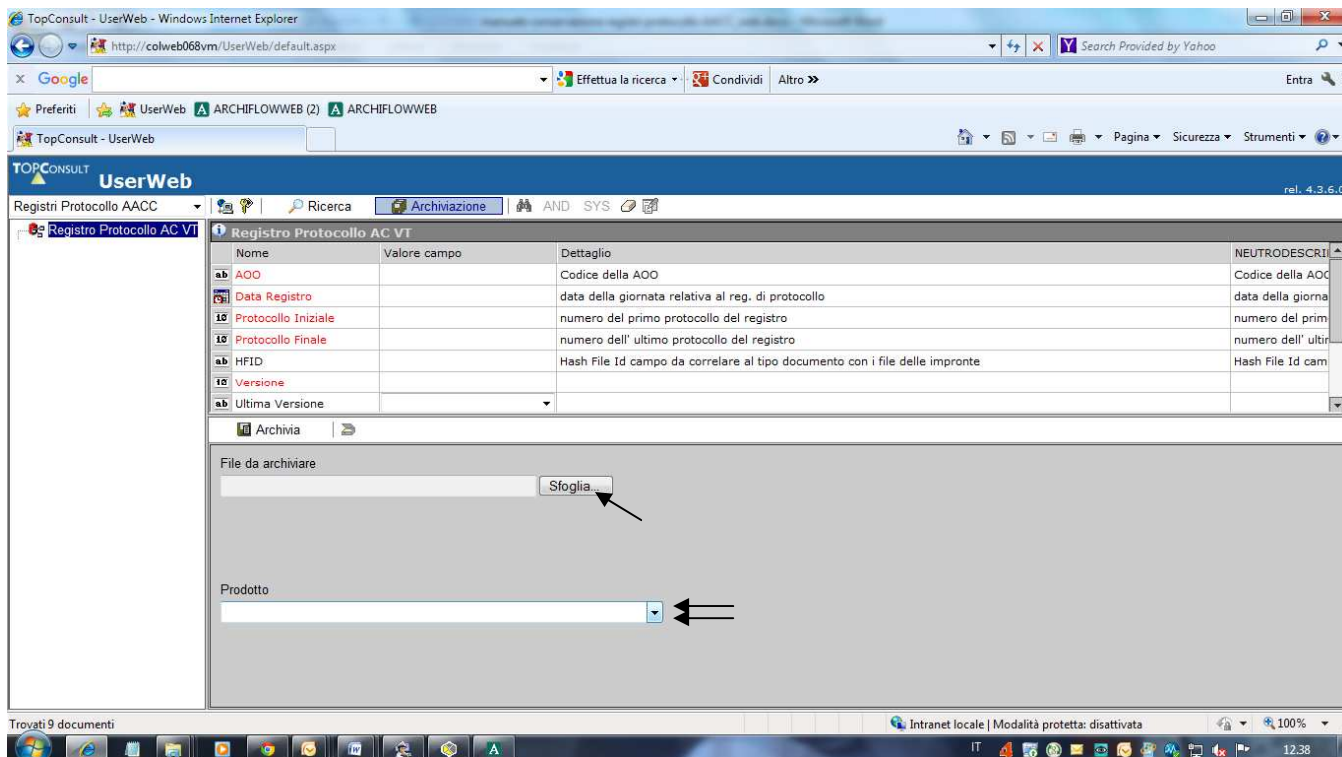 TopConsult - UserWeb - Windows Internet Explorer
http://colweb068vm/UserWeb/default.aspx
Search Provided by Yahoo
x Google
Effettua la ricerca
Condividi
Altro >>
Entra
Preferiti
UserWeb
ARCHIFLOWWEB (2)
ARCHIFLOWWEB
TopConsult - UserWeb
Pagina
Sicurezza
Strumenti
TOPCONSULT
UserWeb
rel. 4.3.6.0
Registri Protocollo AACC
Ricerca
Archiviazione
AND
SYS
Registro Protocollo AC VT
Registro Protocollo AC VT
Nome
Valore campo
Dettaglio
NEUTRODESCRI
ab AOO
Codice della AOO
Codice della AOO
Data Registro
data della giornata relativa al reg. di protocollo
data della giorna
10 Protocollo Iniziale
numero del primo protocollo del registro
numero del prim
10 Protocollo Finale
numero dell' ultimo protocollo del registro
numero dell' ultir
ab HFID
Hash File Id campo da correlare al tipo documento con i file delle impronte
Hash File Id cam
10 Versione
ab Ultima Versione
Archivia
File da archiviare
Sfoglia...
Prodotto
Trovati 9 documenti
Intranet locale | Modalità protetta: disattivata
100%
IT
12.38